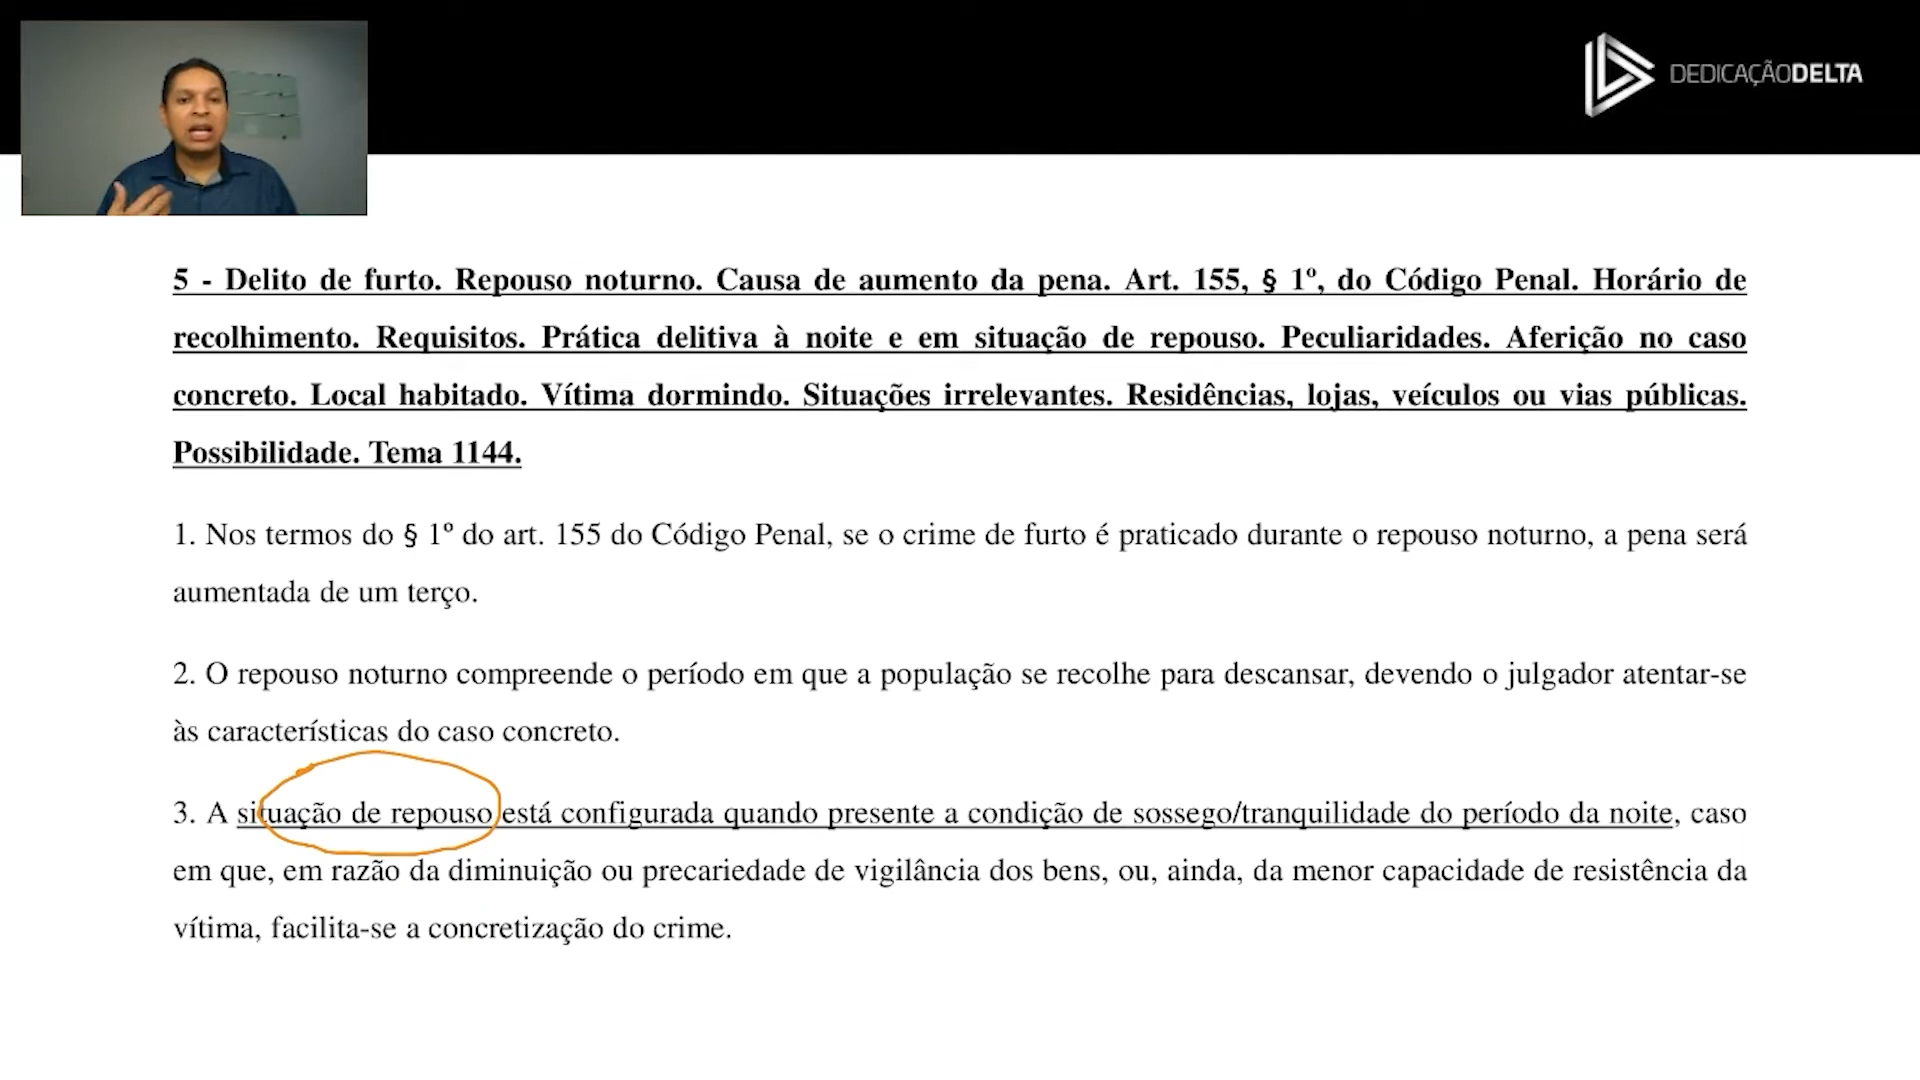 DEDICAÇÃODELTA
5 - Delito de furto. Repouso noturno. Causa de aumento da pena. Art. 155, § 1º, do Código Penal. Horário de
recolhimento. Requisitos. Prática delitiva à noite e em situação de repouso. Peculiaridades. Aferição no caso
concreto. Local habitado. Vítima dormindo. Situações irrelevantes. Residências, lojas, veículos ou vias públicas.
Possibilidade. Tema 1144.
1. Nos termos do § 1º do art. 155 do Código Penal, se o crime de furto é praticado durante o repouso noturno, a pena será
aumentada de um terço.
2. O repouso noturno compreende o período em que a população se recolhe para descansar, devendo o julgador atentar-se
às características do caso concreto.
3. A situação de repouso está configurada quando presente a condição de sossego/tranquilidade do período da noite, caso
em que, em razão da diminuição ou precariedade de vigilância dos bens, ou, ainda, da menor capacidade de resistência da
vítima, facilita-se a concretização do crime.